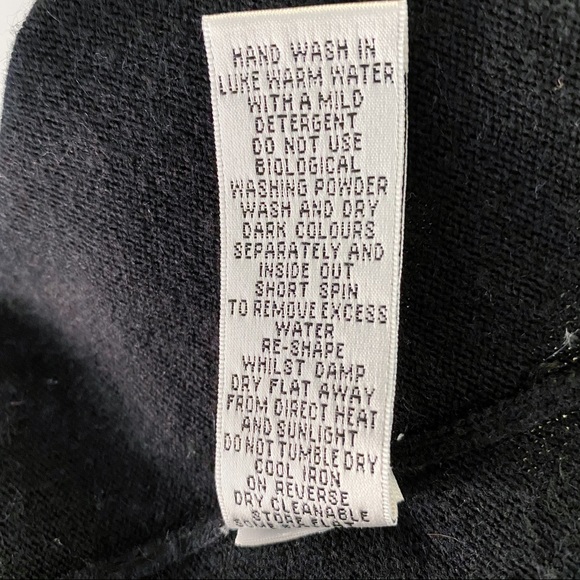 HAND WASH IN
LUKE WARM WATER
WITH A MILD
DETERGENT
DO NOT USE
BIOLOGICAL
WASHING POWDER
WASH AND DRY
DARK COLOURS
SEPARATELY AND
INSIDE OUT
SHORT SPIN
TO REMOVE EXCESS
WATER
RE-SHAPE
WHILST DAMP
DRY FLAT AWAY
FROM DIRECT HEAT
AND SUNLIGHT
DO NOT TUMBLE DRY
COOL IRON
ON REVERSE
DRY CLEANABLE
STORE FLAT